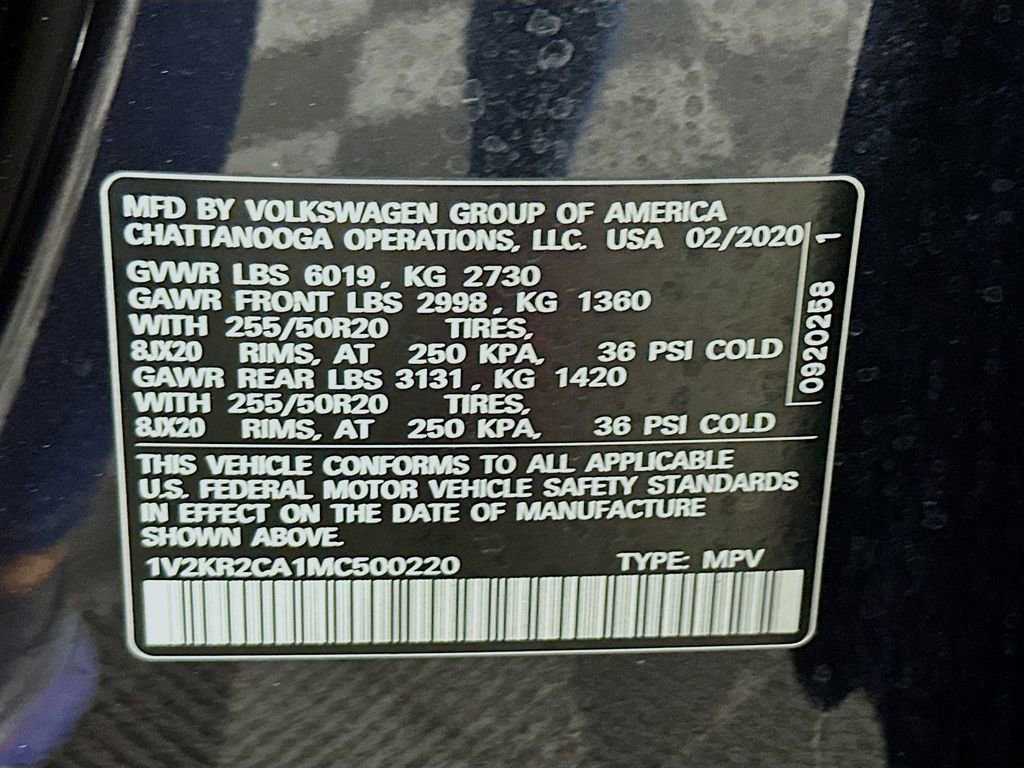 MFD BY VOLKSWAGEN GROUP OF AMERICA
CHATTANOOGA OPERATIONS, LLC. USA 02/2020
1
GVWR LBS 6019, KG 2730
GAWR FRONT LBS 2998, KG 1360
WITH 255/50R20 TIRES,
8JX20 RIMS, AT 250 KPA, 36 PSI COLD
GAWR REAR LBS 3131, KG 1420
WITH 255/50R20 TIRES,
8JX20 RIMS, AT 250 KPA, 36 PSI COLD
0920258
THIS VEHICLE CONFORMS TO ALL APPLICABLE
U.S. FEDERAL MOTOR VEHICLE SAFETY STANDARDS
IN EFFECT ON THE DATE OF MANUFACTURE
SHOWN ABOVE.
1V2KR2CA1MC500220 TYPE: MPV